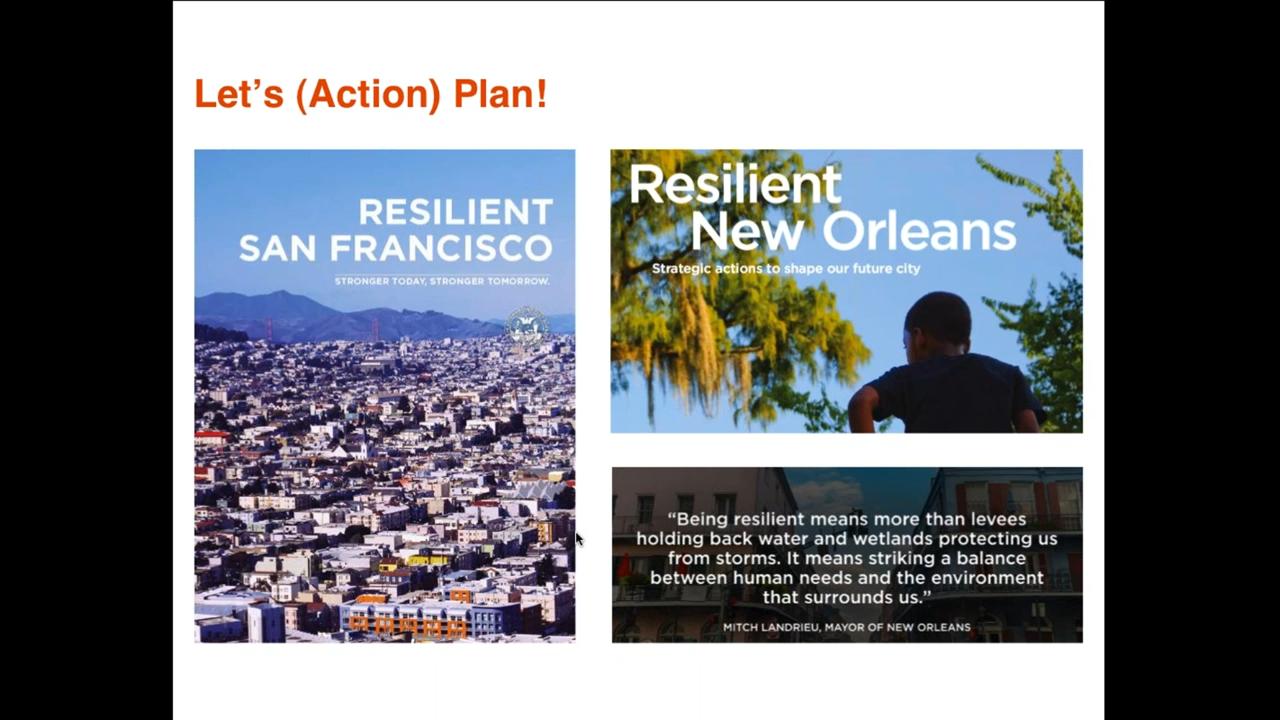 Let’s (Action) Plan!
RESILIENT
SAN FRANCISCO
STRONGER TODAY, STRONGER TOMORROW.
Resilient
New Orleans
Strategic actions to shape our future city
“Being resilient means more than levees
holding back water and wetlands protecting us
from storms. It means striking a balance
between human needs and the environment
that surrounds us.”
MITCH LANDRIEU, MAYOR OF NEW ORLEANS